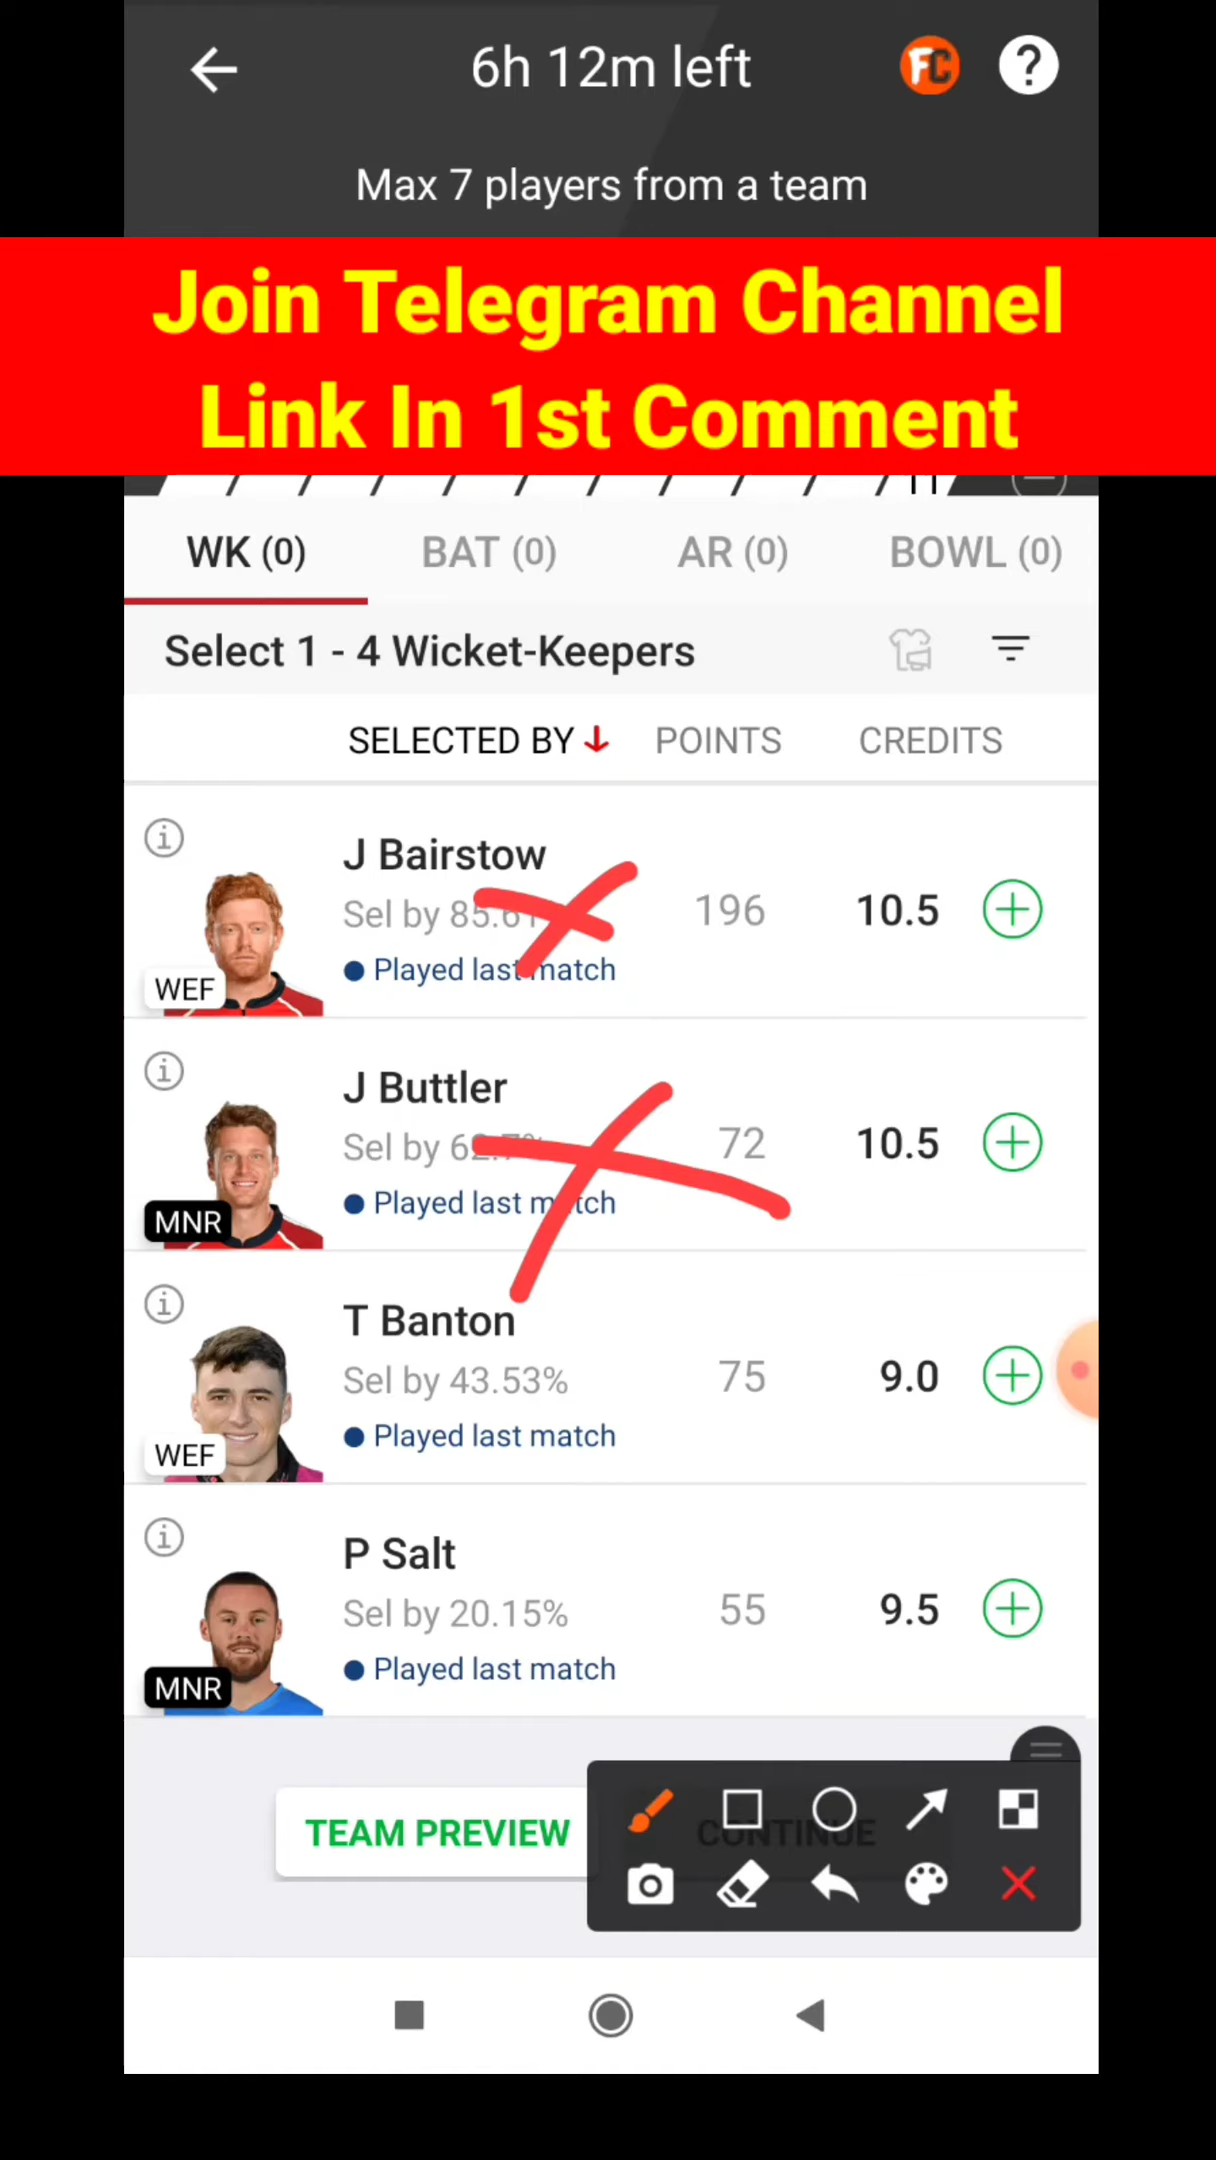 6h 12m left
FC
?
Max 7 players from a team
Join Telegram Channel
Link In 1st Comment
WK (0)
BAT (0)
AR (0)
BOWL (0)
Select 1 - 4 Wicket-Keepers
SELECTED BY
POINTS
CREDITS
J Bairstow
Sel by
196
10.5
Played last match
WEF
J Buttler
Sel by
72
10.5
Played last match
MNR
T Banton
Sel by 43.53%
75
9.0
Played last match
WEF
P Salt
Sel by 20.15%
55
9.5
Played last match
MNR
TEAM PREVIEW
CONTINUE